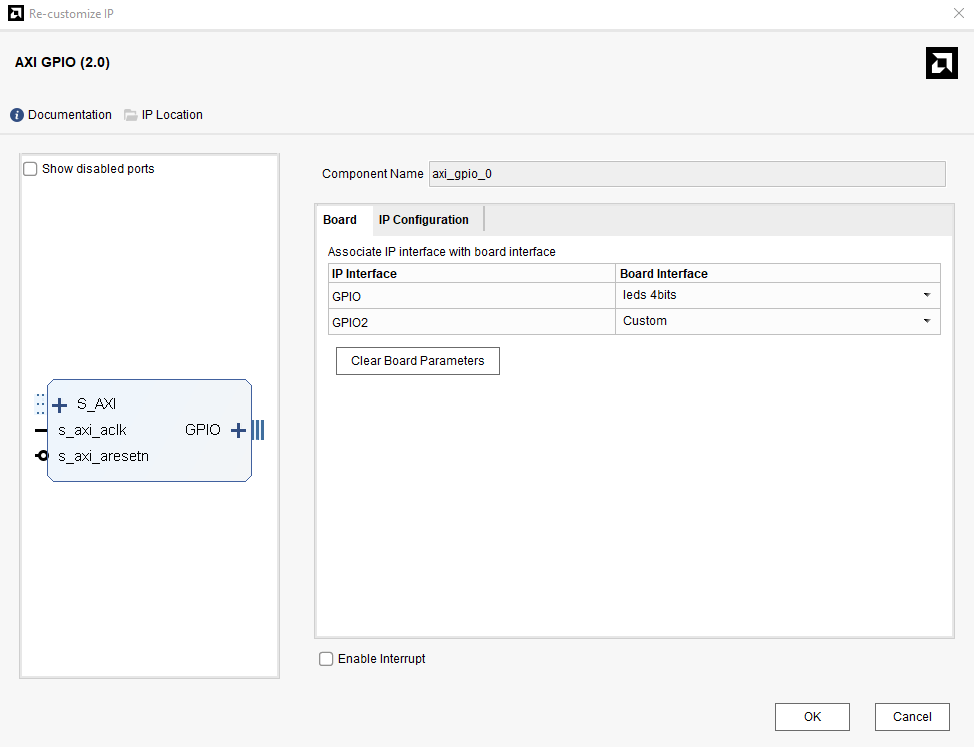 Re-customize IP
AXI GPIO (2.0)
Documentation IP Location
Show disabled ports
S_AXI
s_axi_aclk GPIO
s_axi_aresetn
Component Name axi_gpio_0
Board IP Configuration
Associate IP interface with board interface
IP Interface Board Interface
GPIO leds 4bits
GPIO2 Custom
Clear Board Parameters
Enable Interrupt
OK Cancel